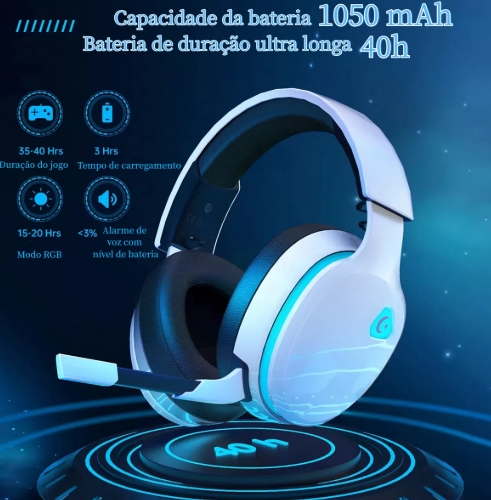 Capacidade da bateria 1050 mAh
Bateria de duração ultra longa 40h
35-40 Hrs
Duração do jogo
3 Hrs
Tempo de carregamento
15-20 Hrs
Modo RGB
<3% Alarme de
voz com
nível de bateria
40 h